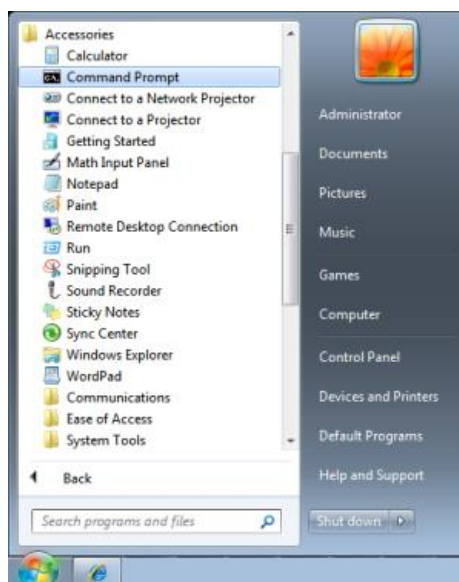 Accessories
Calculator
Command Prompt
Connect to a Network Projector
Connect to a Projector
Getting Started
Math Input Panel
Notepad
Paint
Remote Desktop Connection
Run
Snipping Tool
Sound Recorder
Sticky Notes
Sync Center
Windows Explorer
WordPad
Communications
Ease of Access
System Tools
Back
Search programs and files
Administrator
Documents
Pictures
Music
Games
Computer
Control Panel
Devices and Printers
Default Programs
Help and Support
Shut down